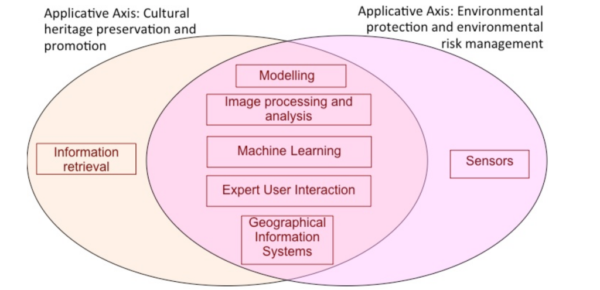 Applicative Axis: Cultural
heritage preservation and
promotion
Applicative Axis: Environmental
protection and environmental
risk management
Modelling
Image processing and
analysis
Machine Learning
Expert User Interaction
Geographical
Information
Systems
Information
retrieval
Sensors